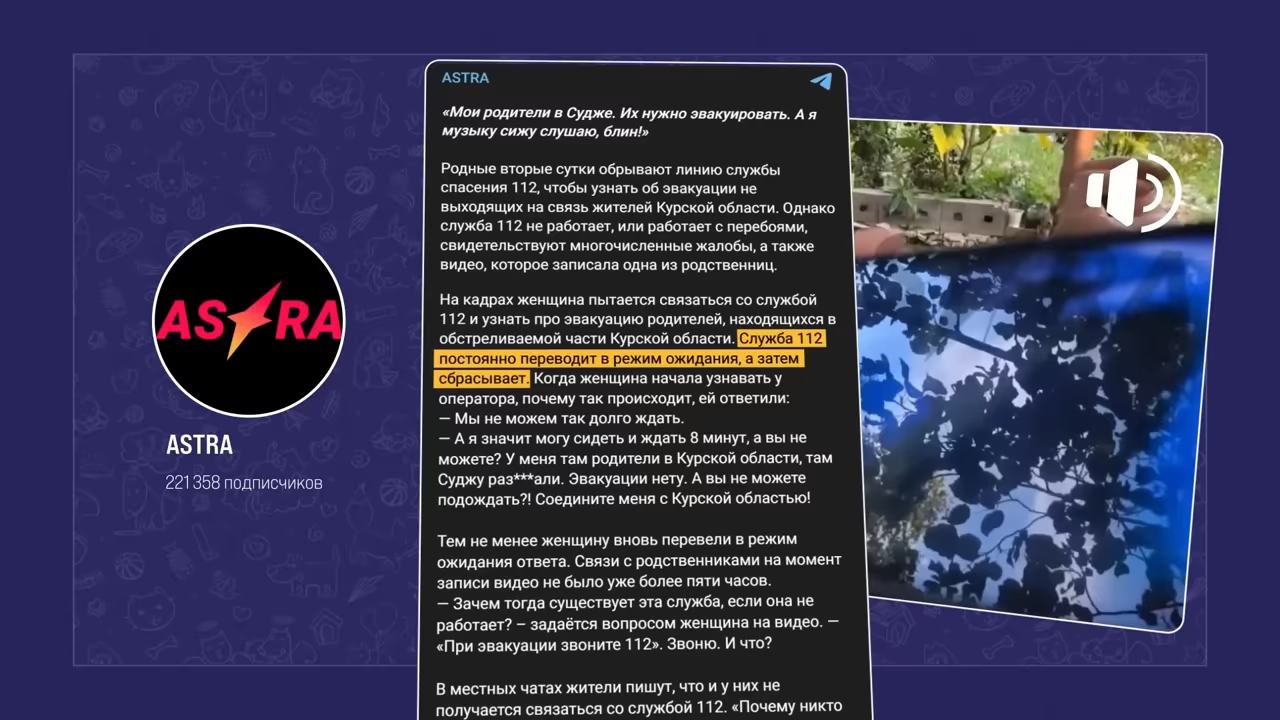 ASTRA
221 358 подписчиков
ASTRA
«Мои родители в Судже. Их нужно эвакуировать. А я
музыку сижу слушаю, блин!»
Родные вторые сутки обрывают линию службы
спасения 112, чтобы узнать об эвакуации не
выходящих на связь жителей Курской области. Однако
служба 112 не работает, или работает с перебоями,
свидетельствуют многочисленные жалобы, а также
видео, которое записала одна из родственниц.
На кадрах женщина пытается связаться со службой
112 и узнать про эвакуацию родителей, находящихся в
обстреливаемой части Курской области. Служба 112
постоянно переводит в режим ожидания, а затем
сбрасывает. Когда женщина начала узнавать у
оператора, почему так происходит, ей ответили:
— Мы не можем так долго ждать.
— А я значит могу сидеть и ждать 8 минут, а вы не
можете? У меня там родители в Курской области, там
Суджу раз***али. Эвакуации нету. А вы не можете
подождать?! Соедините меня с Курской областью!
Тем не менее женщину вновь перевели в режим
ожидания ответа. Связи с родственниками на момент
записи видео не было уже более пяти часов.
— Зачем тогда существует эта служба, если она не
работает? – задаётся вопросом женщина на видео. —
«При эвакуации звоните 112». Звоню. И что?
В местных чатах жители пишут, что и у них не
получается связаться со службой 112. «Почему никто
ASTRA